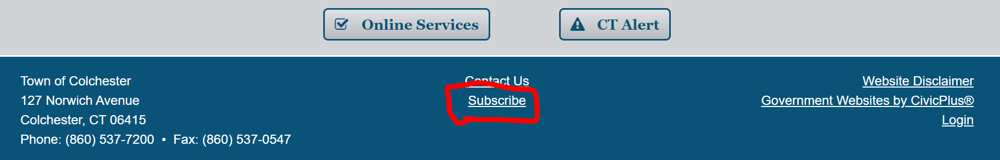 Online Services
CT Alert
Town of Colchester
127 Norwich Avenue
Colchester, CT 06415
Phone: (860) 537-7200 • Fax: (860) 537-0547
Contact Us
Subscribe
Website Disclaimer
Government Websites by CivicPlus®
Login